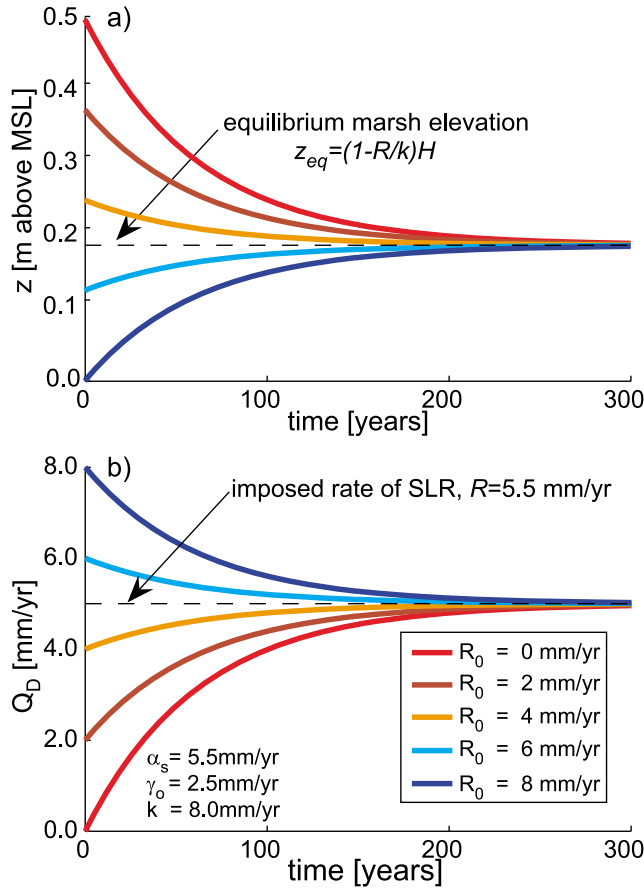 a)
0.5
0.4
0.3
0.2
0.1
0.0
z [m above MSL]
equilibrium marsh elevation
z_eq=(1-R/k)H
0 100 200 300
time [years]
b)
8.0
6.0
4.0
2.0
0.0
Q_D [mm/yr]
imposed rate of SLR, R=5.5 mm/yr
R_0 = 0 mm/yr
R_0 = 2 mm/yr
R_0 = 4 mm/yr
R_0 = 6 mm/yr
R_0 = 8 mm/yr
α_s = 5.5mm/yr
γ_o = 2.5mm/yr
k = 8.0mm/yr
0 100 200 300
time [years]